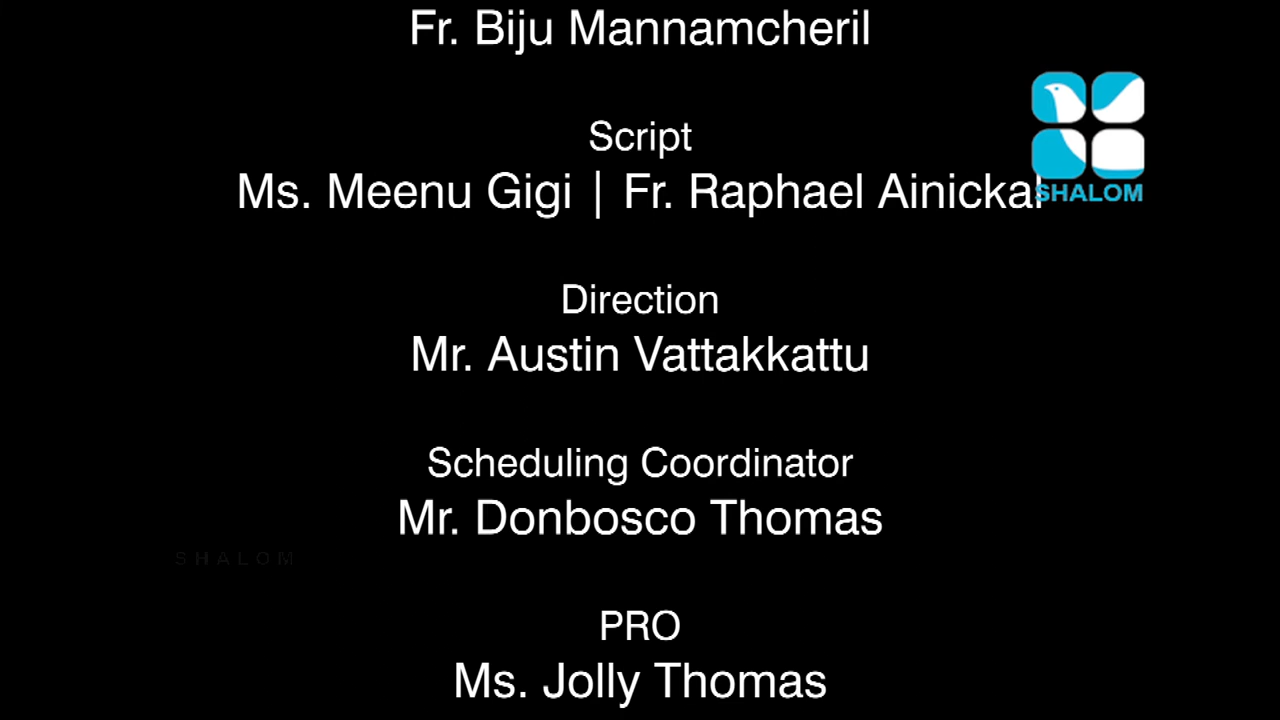 Fr. Biju Mannamcheril
Script
Ms. Meenu Gigi | Fr. Raphael Ainickal
SHALOM
Direction
Mr. Austin Vattakkattu
Scheduling Coordinator
Mr. Donbosco Thomas
SHALOM
PRO
Ms. Jolly Thomas